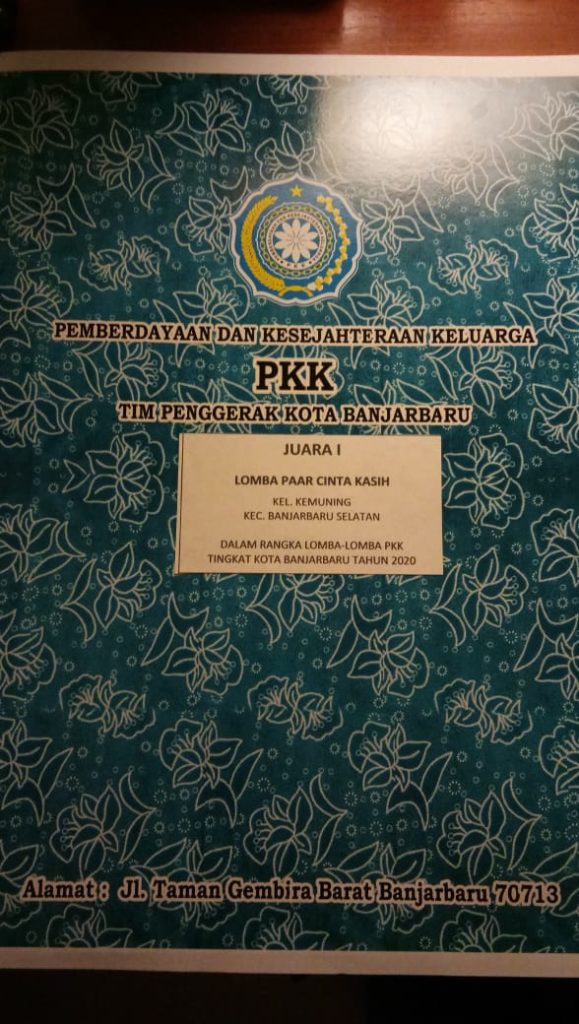 PEMBERDAYAAN DAN KESEJAHTERAAN KELUARGA
PKK
TIM PENGGERAK KOTA BANJARBARU
JUARA I
LOMBA PAAR CINTA KASIH
KEL. KEMUNING
KEC. BANJARBARU SELATAN
DALAM RANGKA LOMBA-LOMBA PKK
TINGKAT KOTA BANJARBARU TAHUN 2020
Alamat : Jl. Taman Gembira Barat Banjarbaru 70713